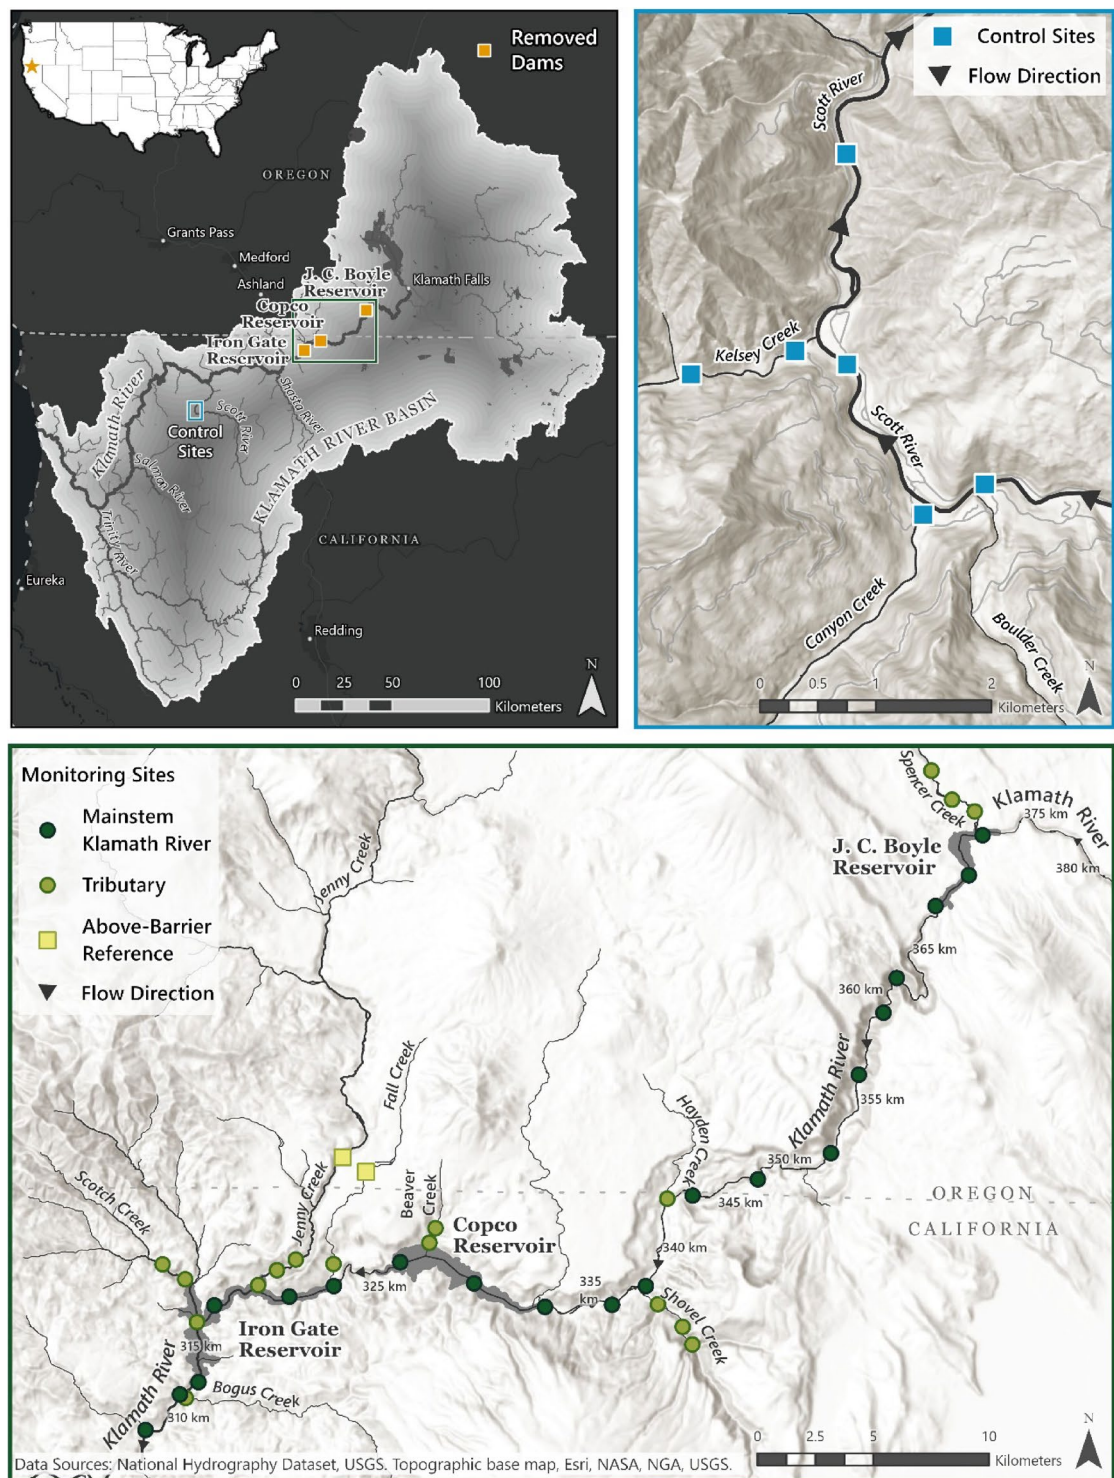 Removed
Dams
OREGON
Grants Pass
Medford
Ashland
J. C. Boyle
Reservoir
Klamath Falls
Copco
Reservoir
Iron Gate
Reservoir
Klamath River
Shasta River
Scott River
Control
Sites
Salmon River
KLAMATH RIVER BASIN
Trinity River
CALIFORNIA
Eureka
Redding
N
0 25 50 100
Kilometers
Control Sites
Flow Direction
Scott River
Kelsey Creek
Scott River
Canyon Creek
Boulder Creek
N
0 0.5 1 2
Kilometers
Monitoring Sites
Mainstem
Klamath River
Tributary
Above-Barrier
Reference
Flow Direction
Spencer Creek
Klamath River
375 km
380 km
J. C. Boyle
Reservoir
365 km
360 km
Klamath River
355 km
350 km
345 km
Jenny Creek
Fall Creek
Hayden Creek
OREGON
CALIFORNIA
Scotch Creek
Jenny Creek
Beaver
Creek
Copco
Reservoir
340 km
335
km
325 km
Shovel Creek
Iron Gate
Reservoir
315 km
Klamath River
Bogus Creek
310 km
N
0 2.5 5 10
Kilometers
Data Sources: National Hydrography Dataset, USGS. Topographic base map, Esri, NASA, NGA, USGS.